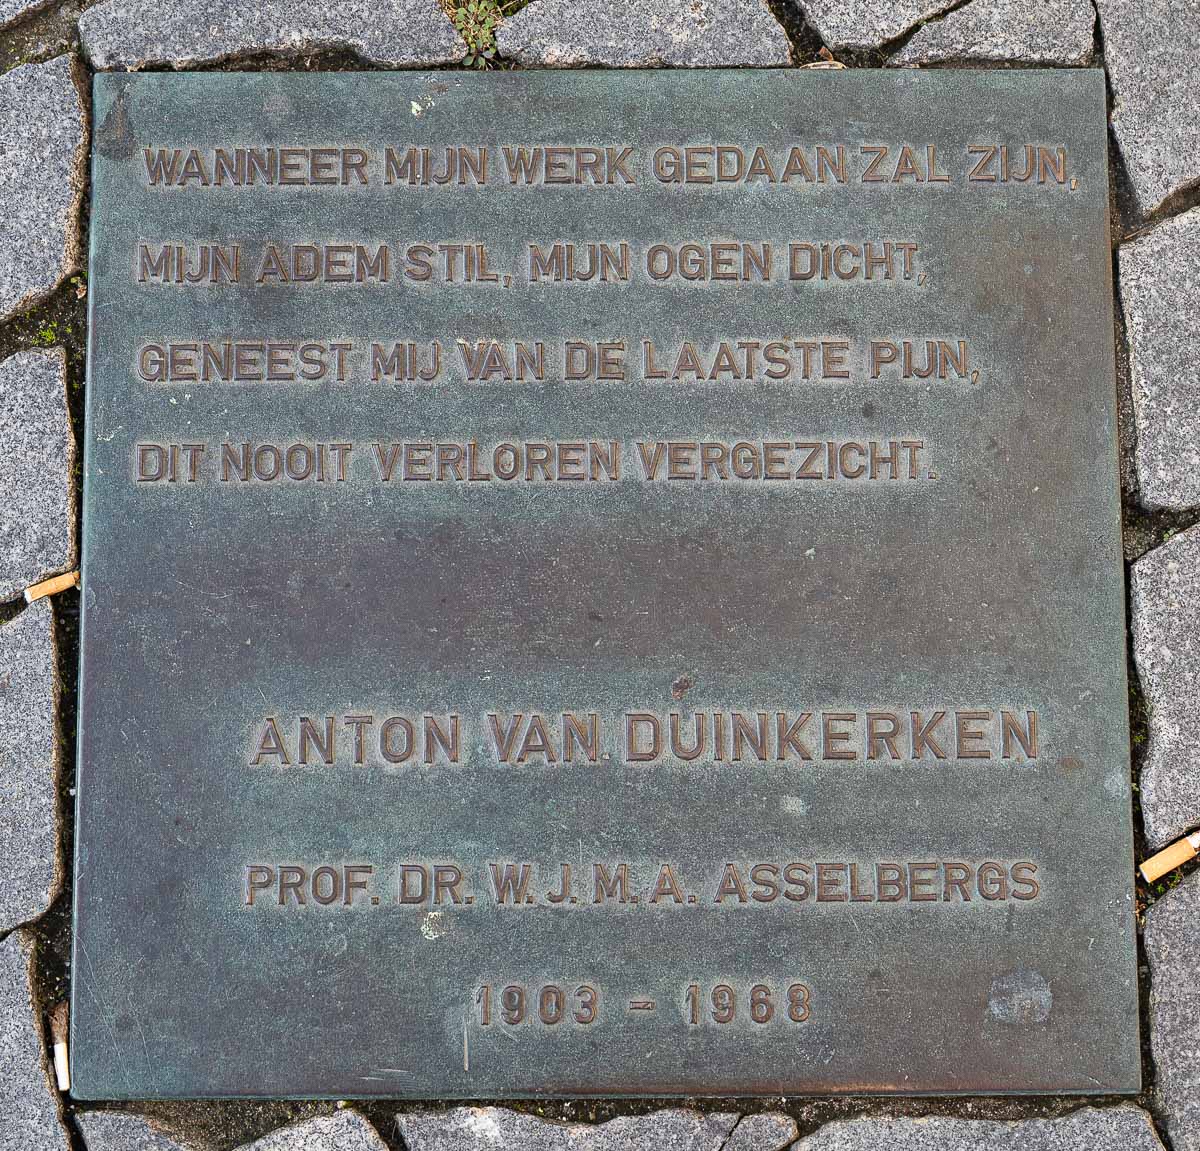 WANNEER MIJN WERK GEDAAN ZAL ZIJN,
MIJN ADEM STIL, MIJN OGEN DICHT,
GENEEST MIJ VAN DE LAATSTE PIJN,
DIT NOOIT VERLOREN VERGEZICHT.
ANTON VAN DUINKERKEN
PROF. DR. W. J. M. A. ASSELBERGS
1903 - 1968